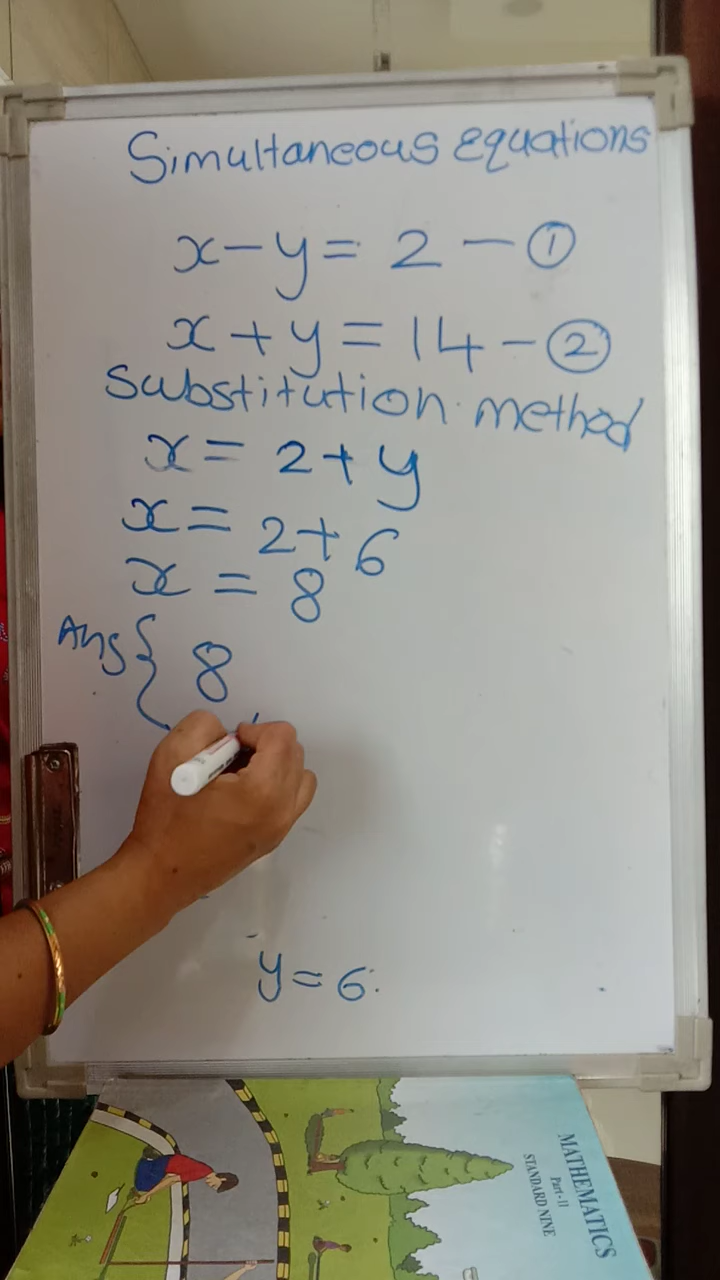 Simultaneous equations
x-y= 2 - ①
x+y=14-②
Substitution method
x= 2+y
x= 2+6
x = 8
Ans{ 8
y=6
MATHEMATICS
Part - II
STANDARD NINE